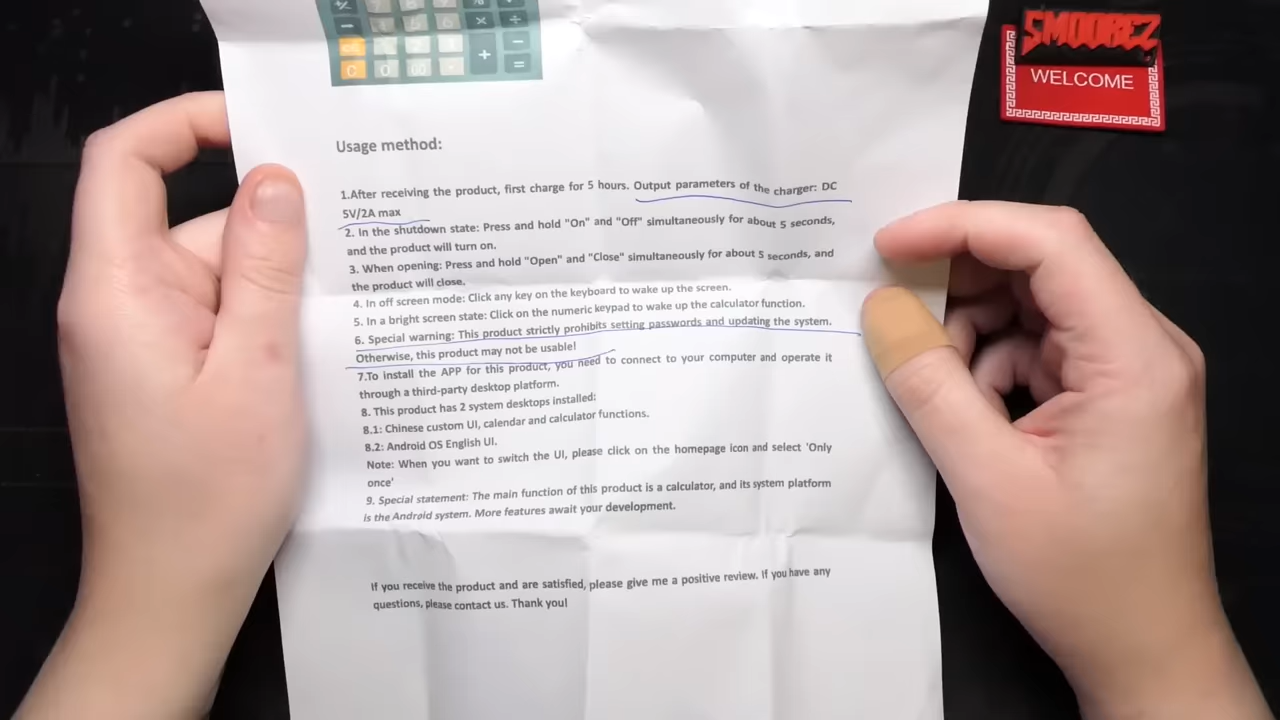 SMOOREZ
WELCOME
Usage method:
1.After receiving the product, first charge for 5 hours. Output parameters of the charger: DC
5V/2A max
2. In the shutdown state: Press and hold "On" and "Off" simultaneously for about 5 seconds,
and the product will turn on.
3. When opening: Press and hold "Open" and "Close" simultaneously for about 5 seconds, and
the product will close.
4. In off screen mode: Click any key on the keyboard to wake up the screen.
5. In a bright screen state: Click on the numeric keypad to wake up the calculator function.
6. Special warning: This product strictly prohibits setting passwords and updating the system.
Otherwise, this product may not be usable!
7.To install the APP for this product, you need to connect to your computer and operate it
through a third-party desktop platform.
8. This product has 2 system desktops installed:
8.1: Chinese custom UI, calendar and calculator functions.
8.2: Android OS English UI.
Note: When you want to switch the UI, please click on the homepage icon and select 'Only
once'
9. Special statement: The main function of this product is a calculator, and its system platform
is the Android system. More features await your development.
If you receive the product and are satisfied, please give me a positive review. If you have any
questions, please contact us. Thank you!